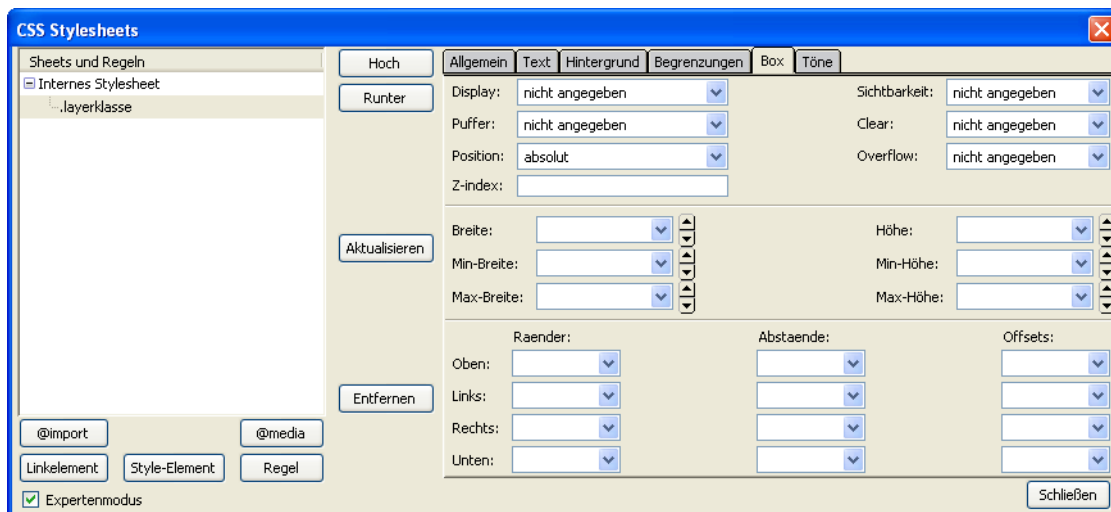 CSS Stylesheets
Sheets und Regeln
Internes Stylesheet
.layerklasse
@import
@media
Linkelement
Style-Element
Regel
Expertenmodus
Hoch
Runter
Aktualisieren
Entfernen
Allgemein Text Hintergrund Begrenzungen Box Töne
Display: nicht angegeben Sichtbarkeit: nicht angegeben
Puffer: nicht angegeben Clear: nicht angegeben
Position: absolut Overflow: nicht angegeben
Z-index:
Breite: Höhe:
Min-Breite: Min-Höhe:
Max-Breite: Max-Höhe:
Raender: Abstaende: Offsets:
Oben:
Links:
Rechts:
Unten:
Schließen